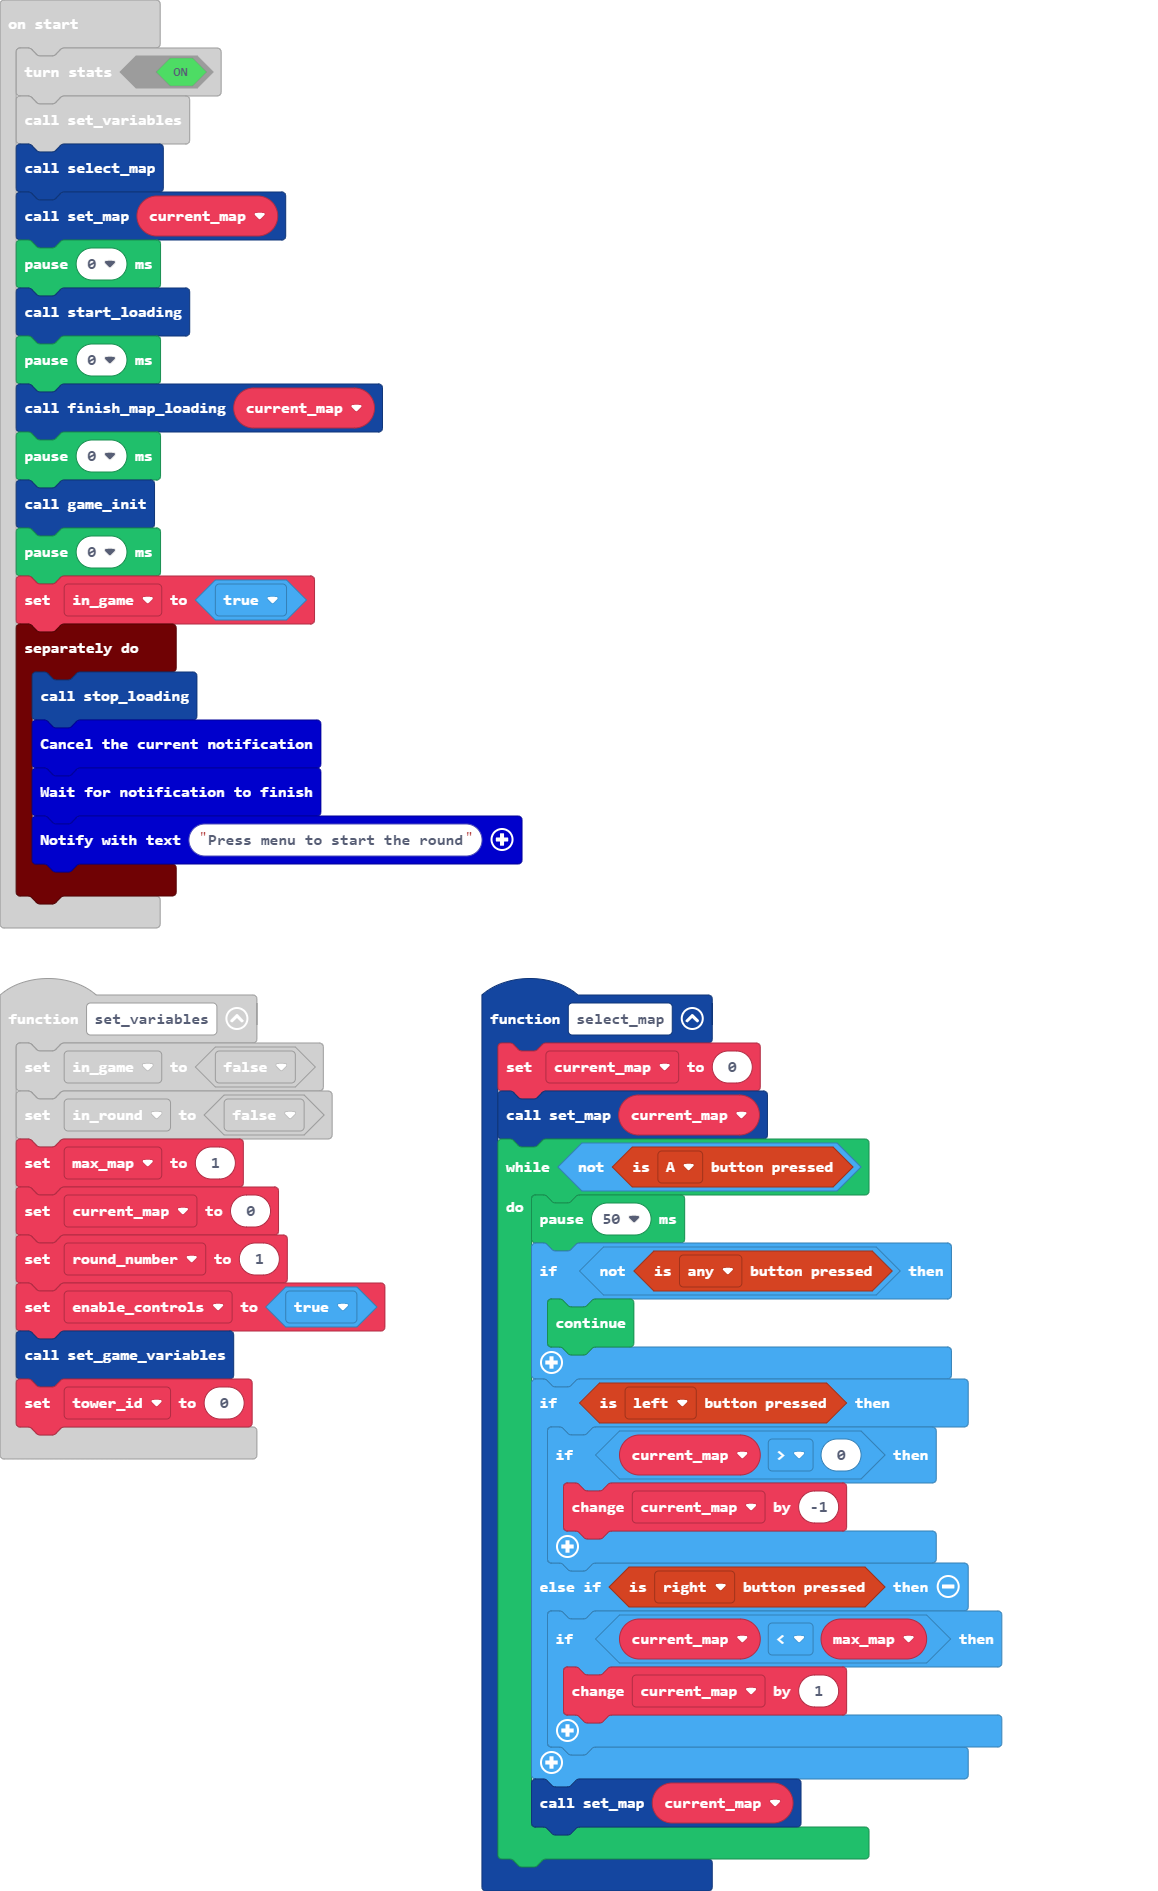 on start
turn stats ON
call set_variables
call select_map
call set_map current_map
pause 0 ms
call start_loading
pause 0 ms
call finish_map_loading current_map
pause 0 ms
call game_init
pause 0 ms
set in_game to true
separately do
call stop_loading
Cancel the current notification
Wait for notification to finish
Notify with text "Press menu to start the round"
function set_variables
set in_game to false
set in_round to false
set max_map to 1
set current_map to 0
set round_number to 1
set enable_controls to true
call set_game_variables
set tower_id to 0
function select_map
set current_map to 0
call set_map current_map
while not is A button pressed
do
pause 50 ms
if not is any button pressed then
continue
if is left button pressed then
if current_map > 0 then
change current_map by -1
else if is right button pressed then
if current_map < max_map then
change current_map by 1
call set_map current_map